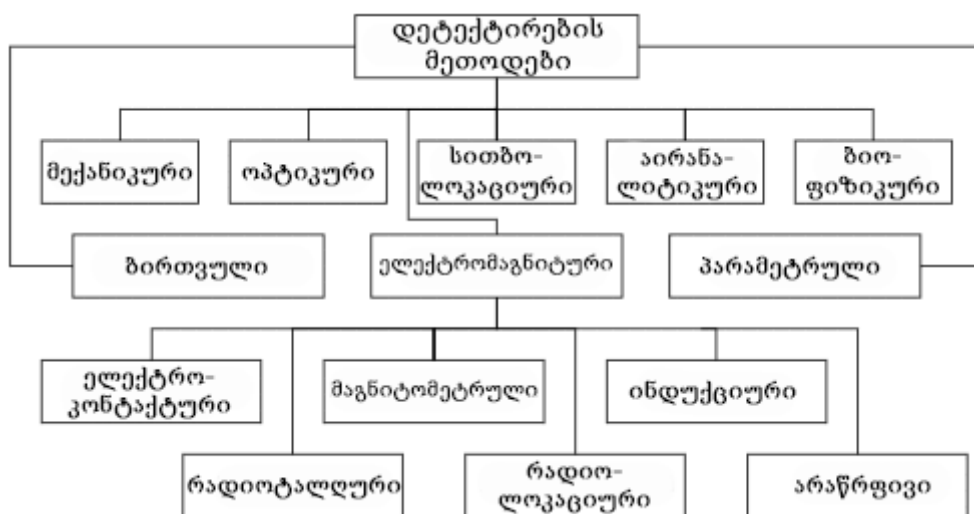 დეტექტირების
მეთოდები
მექანიკური
ოპტიკური
სითბო-
ლოკაციური
აირანა-
ლიტიკური
ბიო-
ფიზიკური
ბირთვული
ელექტრომაგნიტური
პარამეტრული
ელექტრო-
კონტაქტური
მაგნიტომეტრული
ინდუქციური
რადიოტალღური
რადიო-
ლოკაციური
არაწრფივი